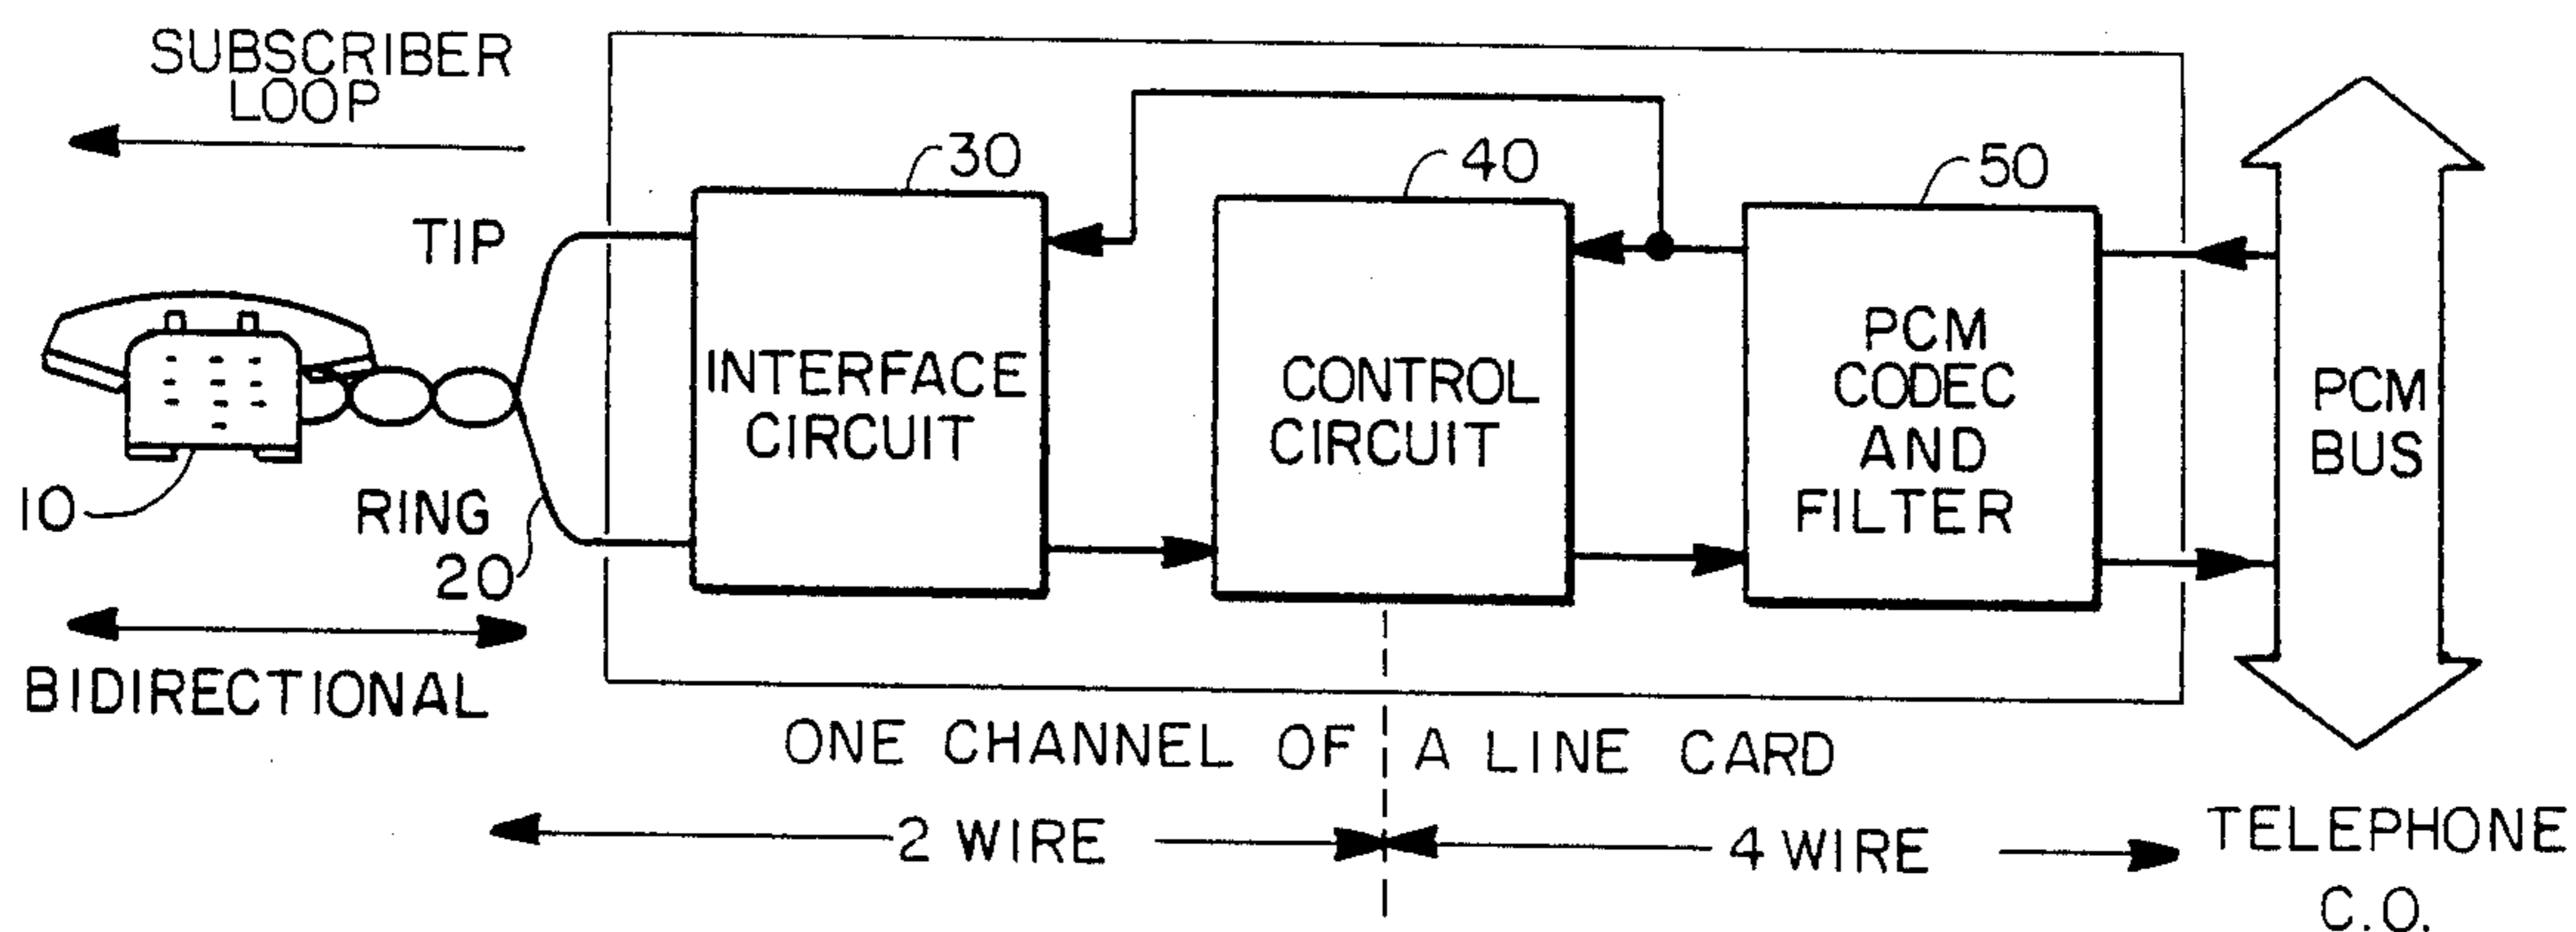 SUBSCRIBER
LOOP
30
40
50
TIP
INTERFACE
CIRCUIT
CONTROL
CIRCUIT
PCM
CODEC
AND
FILTER
PCM
BUS
10
RING
20
BIDIRECTIONAL
ONE CHANNEL OF A LINE CARD
2 WIRE
4 WIRE
TELEPHONE
C.O.